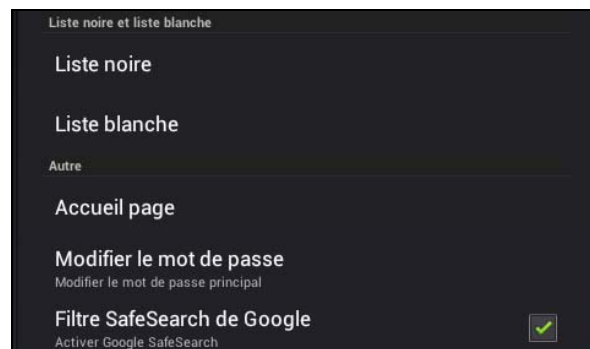 Liste noire et liste blanche
Liste noire
Liste blanche
Autre
Accueil page
Modifier le mot de passe
Modifier le mot de passe principal
Filtre SafeSearch de Google
Activer Google SafeSearch